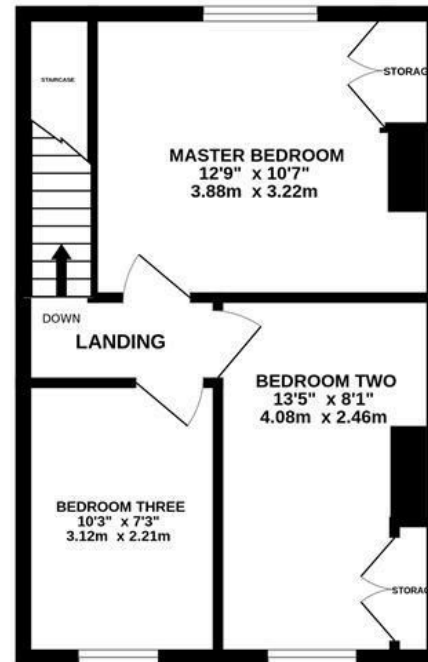 STAIRCASE
STORAG
MASTER BEDROOM
12'9" x 10'7"
3.88m x 3.22m
DOWN
LANDING
BEDROOM TWO
13'5" x 8'1"
4.08m x 2.46m
BEDROOM THREE
10'3" x 7'3"
3.12m x 2.21m
STORAG